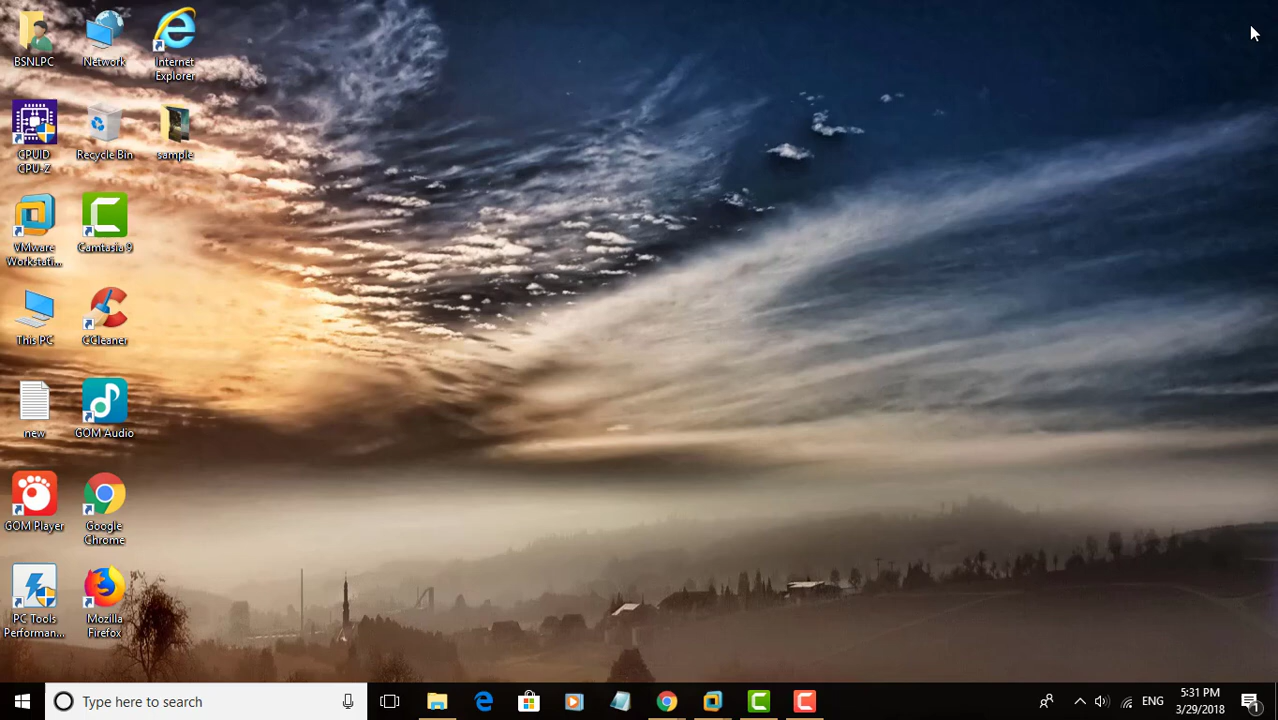 BSNLPC
Network
Internet
Explorer
CPUID
CPU-Z
Recycle Bin
sample
VMware
Workstati...
Camtasia 9
This PC
CCleaner
new
GOM Audio
GOM Player
Google
Chrome
PC Tools
Performan...
Mozilla
Firefox
Type here to search
ENG
5:31 PM
3/29/2018
1